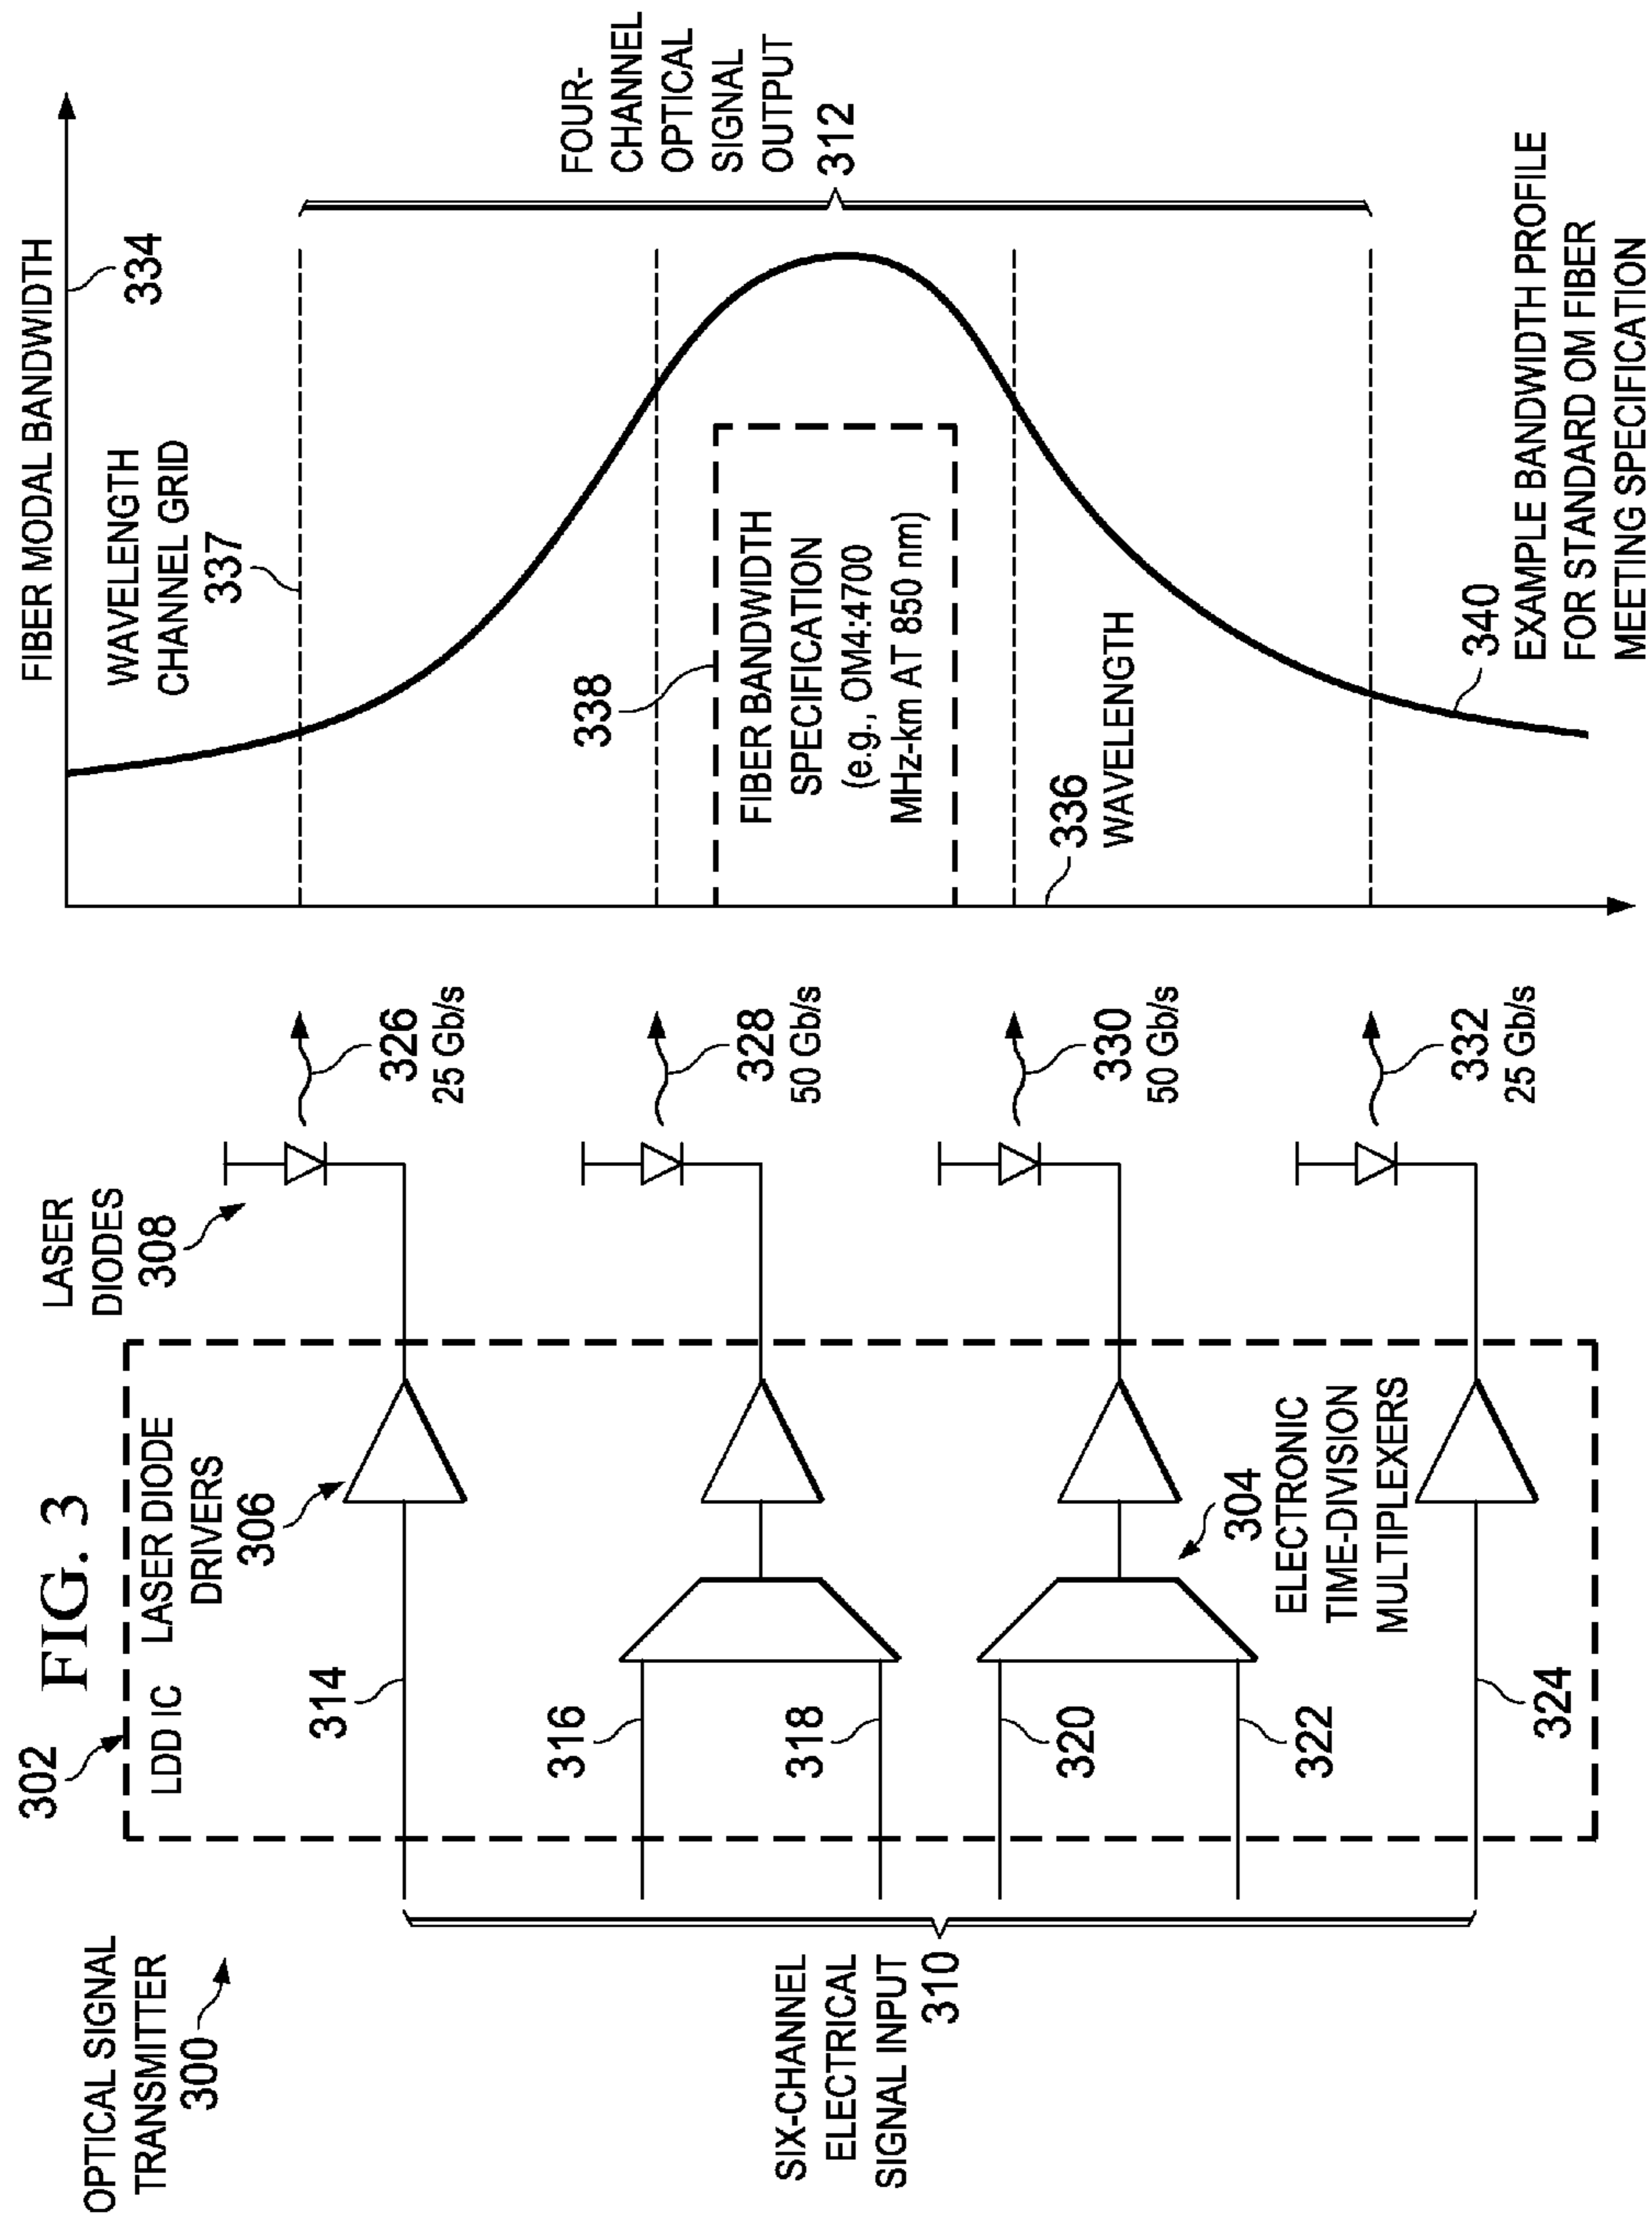 FIG. 3
OPTICAL SIGNAL
TRANSMITTER
300
302
LDD IC
LASER DIODE
DRIVERS
306
LASER
DIODES
308
SIX-CHANNEL
ELECTRICAL
SIGNAL INPUT
310
314
316
318
320
322
324
304
ELECTRONIC
TIME-DIVISION
MULTIPLEXERS
326
25 Gb/s
328
50 Gb/s
330
50 Gb/s
332
25 Gb/s
FIBER MODAL BANDWIDTH
334
WAVELENGTH
CHANNEL GRID
337
338
FIBER BANDWIDTH
SPECIFICATION
(e.g., OM4:4700
MHz-km AT 850 nm)
336
WAVELENGTH
FOUR-
CHANNEL
OPTICAL
SIGNAL
OUTPUT
312
340
EXAMPLE BANDWIDTH PROFILE
FOR STANDARD OM FIBER
MEETING SPECIFICATION